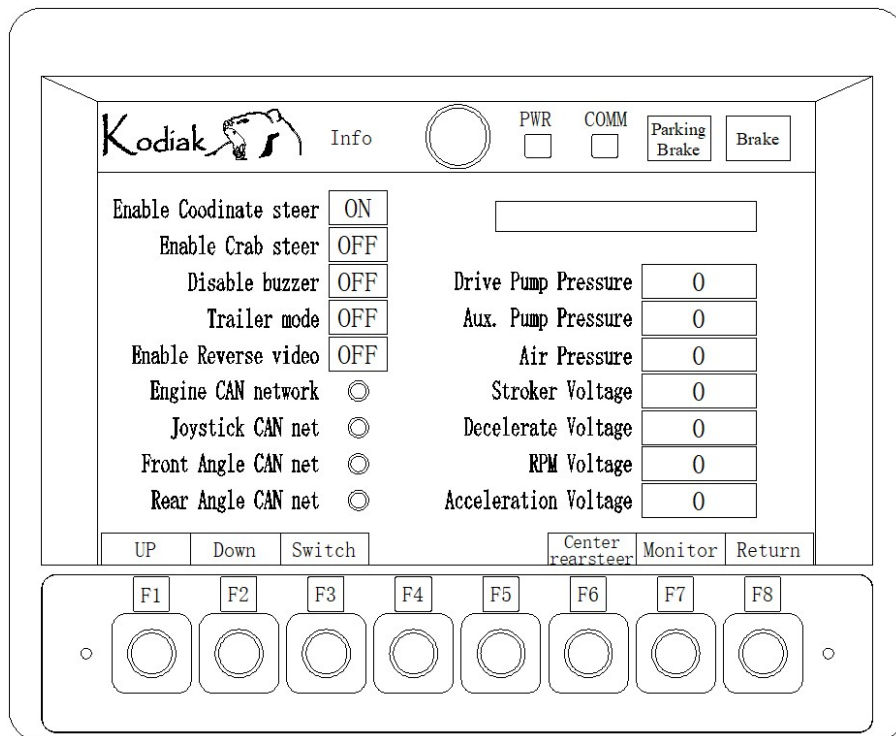 Kodiak Info PWR COMM Parking Brake Brake
Enable Coodinate steer ON
Enable Crab steer OFF
Disable buzzer OFF Drive Pump Pressure 0
Trailer mode OFF Aux. Pump Pressure 0
Enable Reverse video OFF Air Pressure 0
Engine CAN network Stroker Voltage 0
Joystick CAN net Decelerate Voltage 0
Front Angle CAN net RPM Voltage 0
Rear Angle CAN net Acceleration Voltage 0
UP Down Switch Center rearsteer Monitor Return
F1 F2 F3 F4 F5 F6 F7 F8